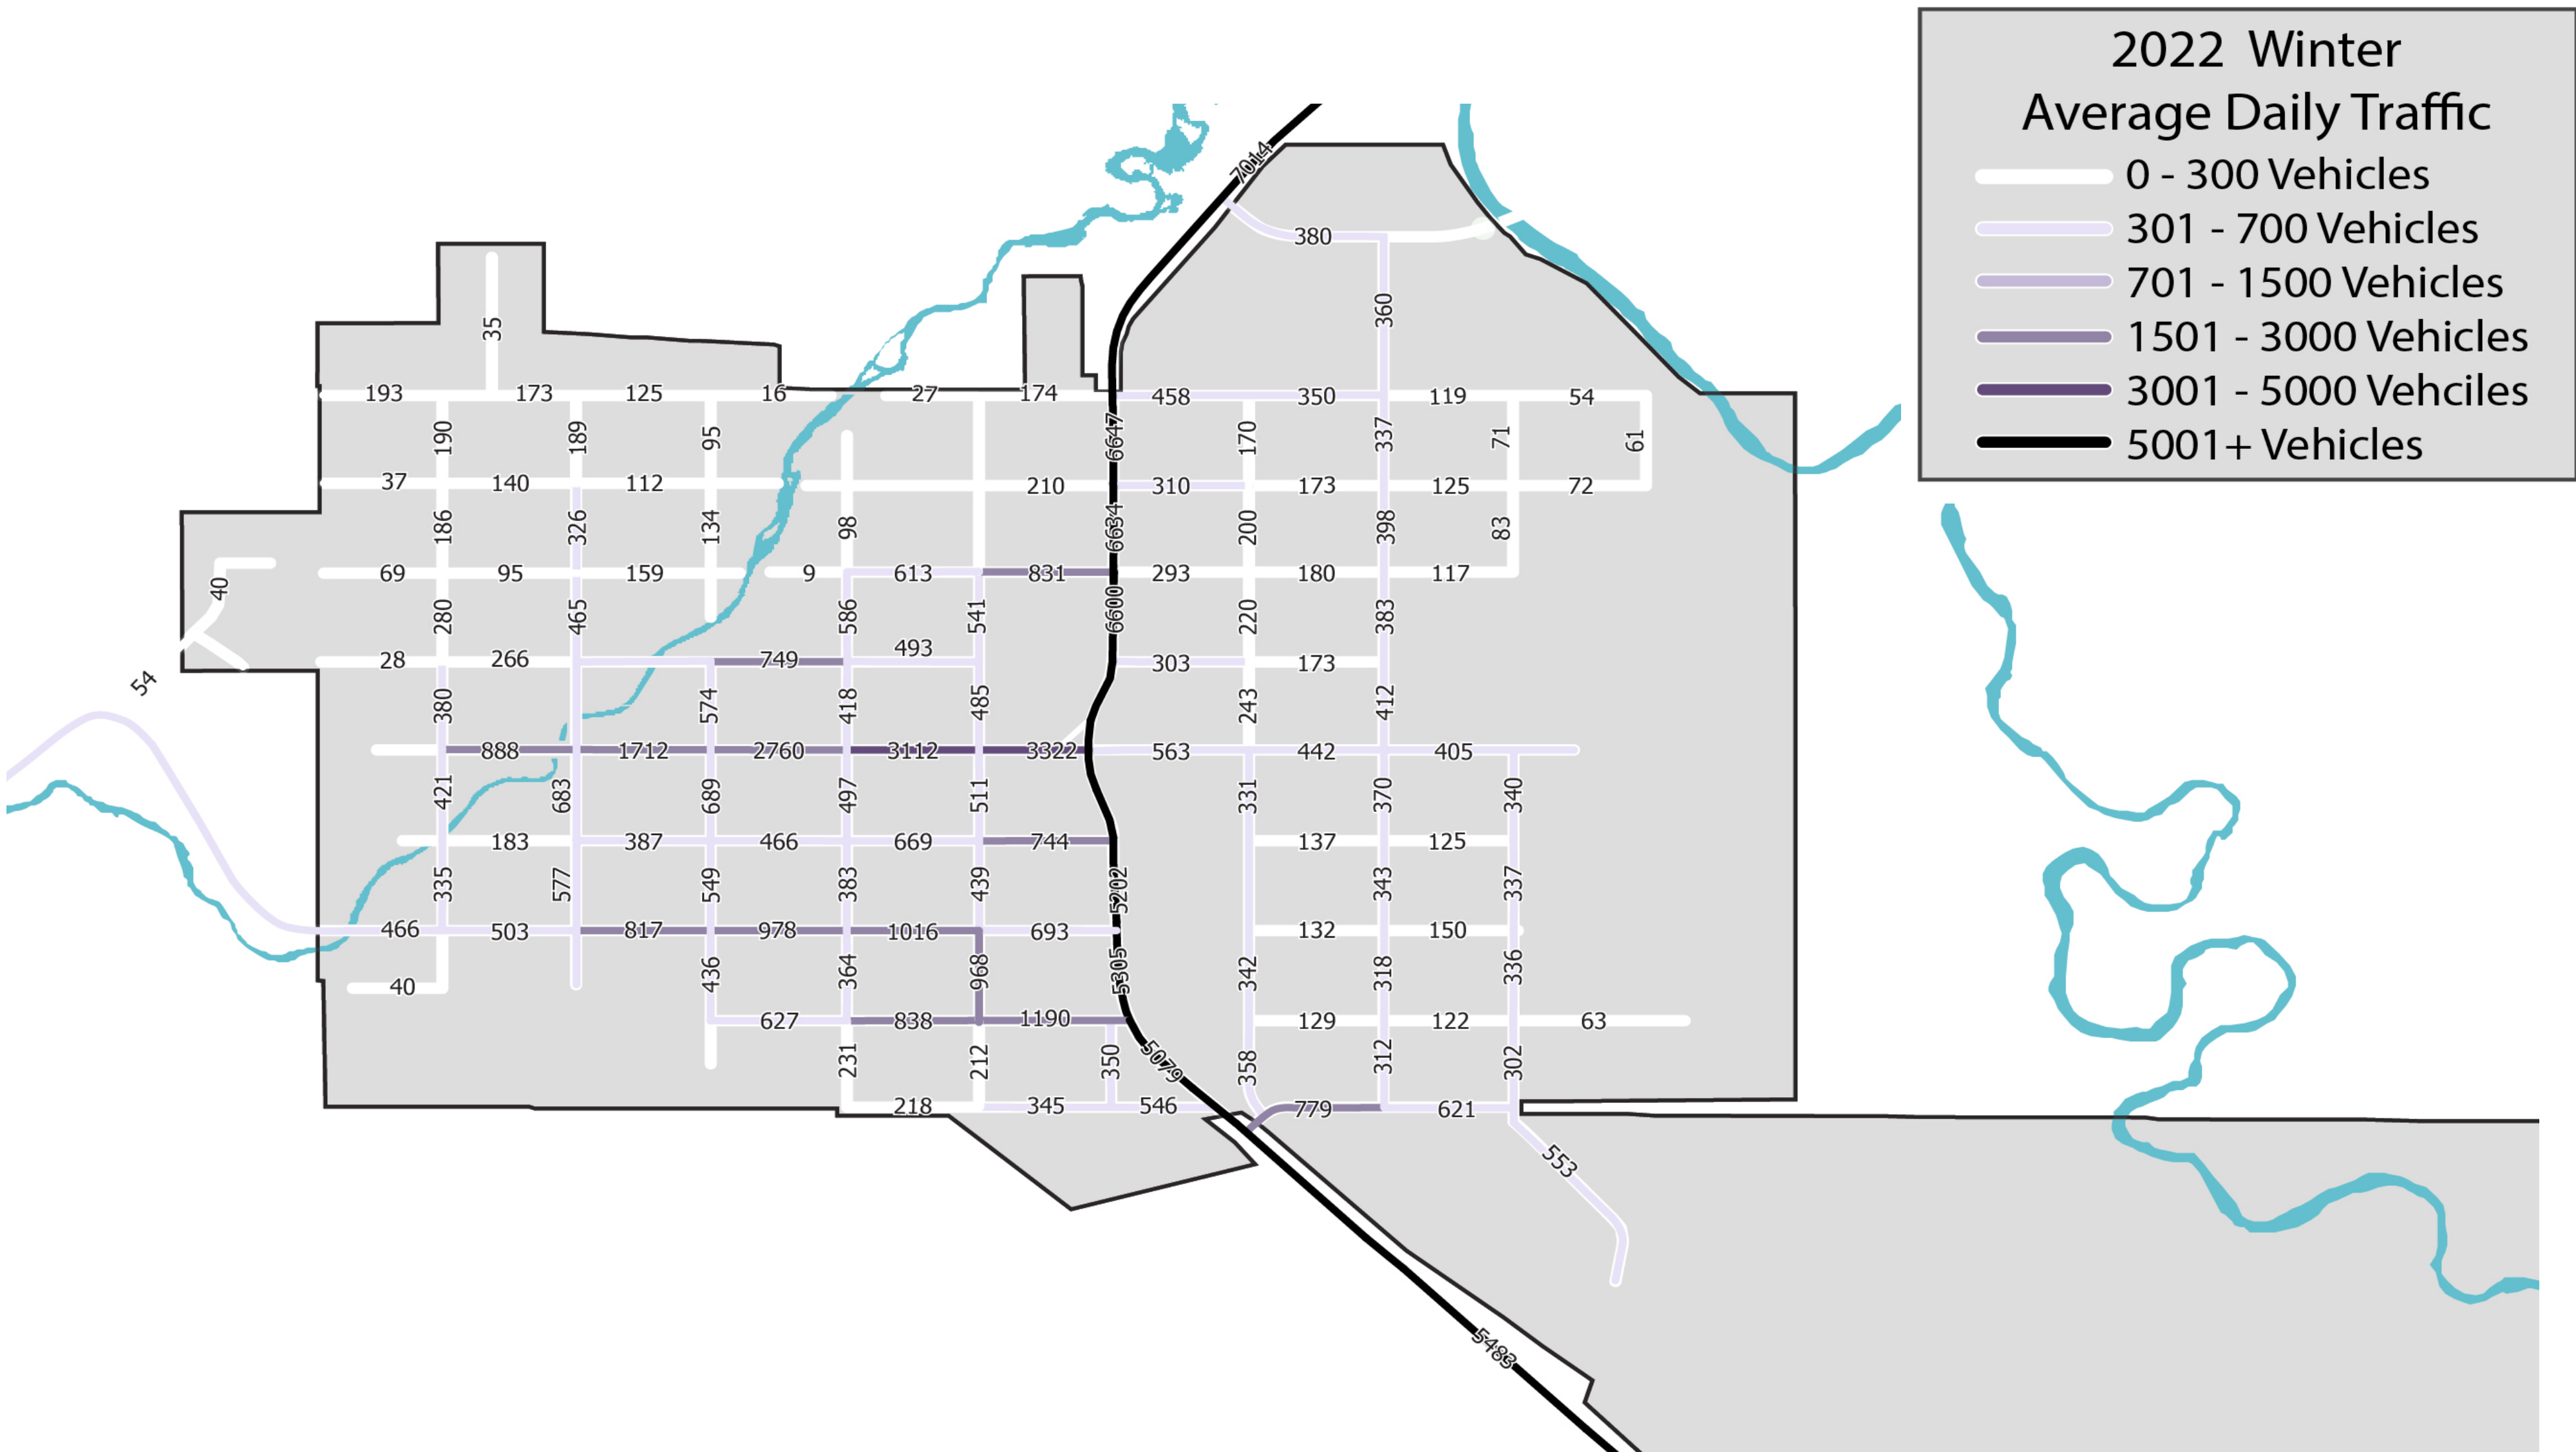 2022 Winter
Average Daily Traffic
0 - 300 Vehicles
301 - 700 Vehicles
701 - 1500 Vehicles
1501 - 3000 Vehicles
3001 - 5000 Vehciles
5001+ Vehicles
7014
380
360
35
193 173 125 16 27 174 458 350 119 54
190 189 95 6647 170 337 71 61
37 140 112 210 310 173 125 72
186 326 134 98 6634 200 398 83
69 95 159 9 613 831 293 180 117
40 280 465 586 541 6600 220 383
28 266 749 493 303 173
54 380 574 418 485 243 412
888 1712 2760 3112 3322 563 442 405
421 683 689 497 511 331 370 340
183 387 466 669 744 137 125
335 577 549 383 439 5202 343 337
466 503 817 978 1016 693 132 150
436 364 968 5305 342 318 336
40
627 838 1190 129 122 63
231 212 350 5079 358 312 302
218 345 546 779 621
553
5483